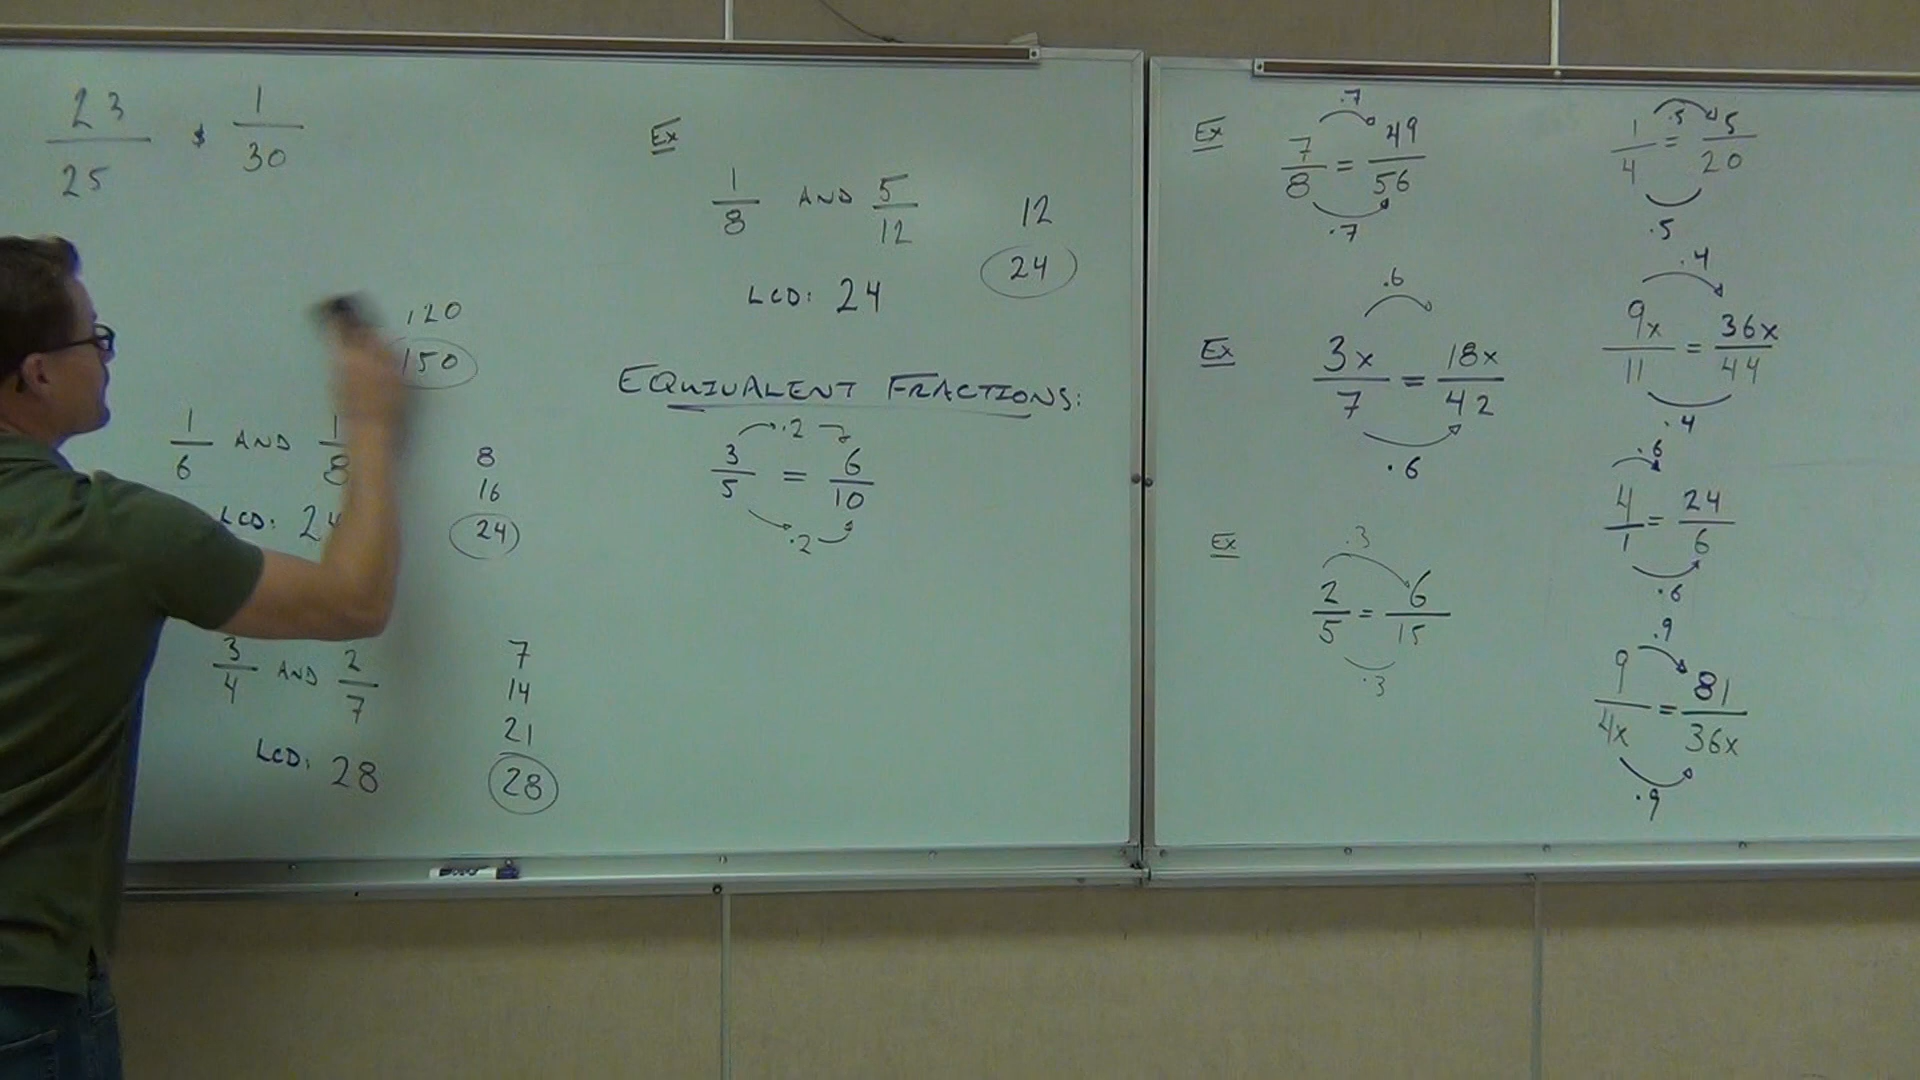 23/25 & 1/30
120
150
1/6 AND 1/8
LCD: 24
8
16
24
3/4 AND 2/7
LCD: 28
7
14
21
28
Ex
1/8 AND 5/12
LCD: 24
12
24
EQUIVALENT FRACTIONS:
·2
3/5 = 6/10
·2
Ex
·7
7/8 = 49/56
·7
Ex
·6
3x/7 = 18x/42
·6
Ex
·3
2/5 = 6/15
·3
·5
1/4 = 5/20
·5
·4
9x/11 = 36x/44
·4
·6
4/1 = 24/6
·6
·9
9/4x = 81/36x
·9